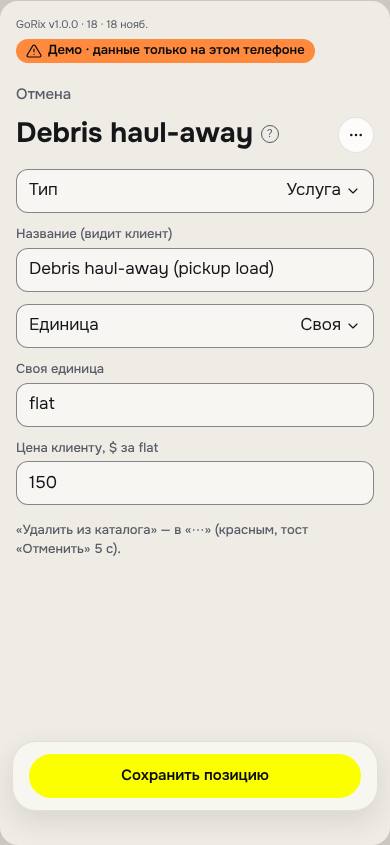 GoRix v1.0.0 · 18 · 18 нояб.
Демо · данные только на этом телефоне
Отмена
Debris haul-away ?
Тип Услуга
Название (видит клиент)
Debris haul-away (pickup load)
Единица Своя
Своя единица
flat
Цена клиенту, $ за flat
150
«Удалить из каталога» — в «···» (красным, тост
«Отменить» 5 с).
Сохранить позицию